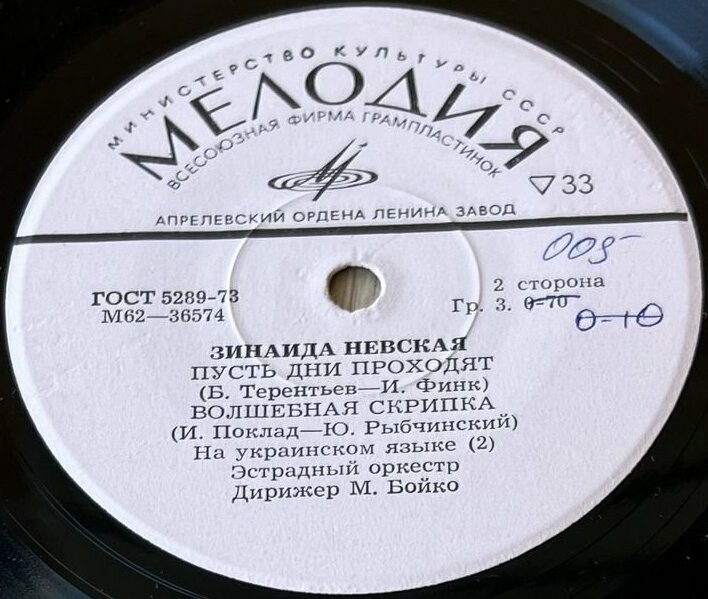 МИНИСТЕРСТВО КУЛЬТУРЫ СССР
МЕЛОДИЯ
ВСЕСОЮЗНАЯ ФИРМА ГРАМПЛАСТИНОК
33
АПРЕЛЕВСКИЙ ОРДЕНА ЛЕНИНА ЗАВОД
005
2 сторона
ГОСТ 5289-73
Гр. 3. 0-70
М62—36574
0-10
ЗИНАИДА НЕВСКАЯ
ПУСТЬ ДНИ ПРОХОДЯТ
(Б. Терентьев—И. Финк)
ВОЛШЕБНАЯ СКРИПКА
(И. Поклад—Ю. Рыбчинский)
На украинском языке (2)
Эстрадный оркестр
Дирижер М. Бойко